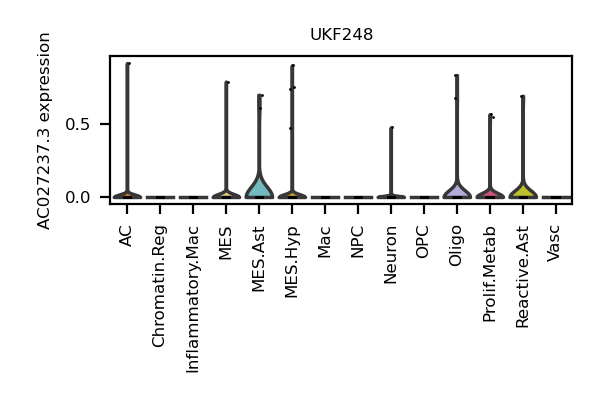 UKF248
AC027237.3 expression
0.5
0.0
AC
Chromatin.Reg
Inflammatory.Mac
MES
MES.Ast
MES.Hyp
Mac
NPC
Neuron
OPC
Oligo
Prolif.Metab
Reactive.Ast
Vasc